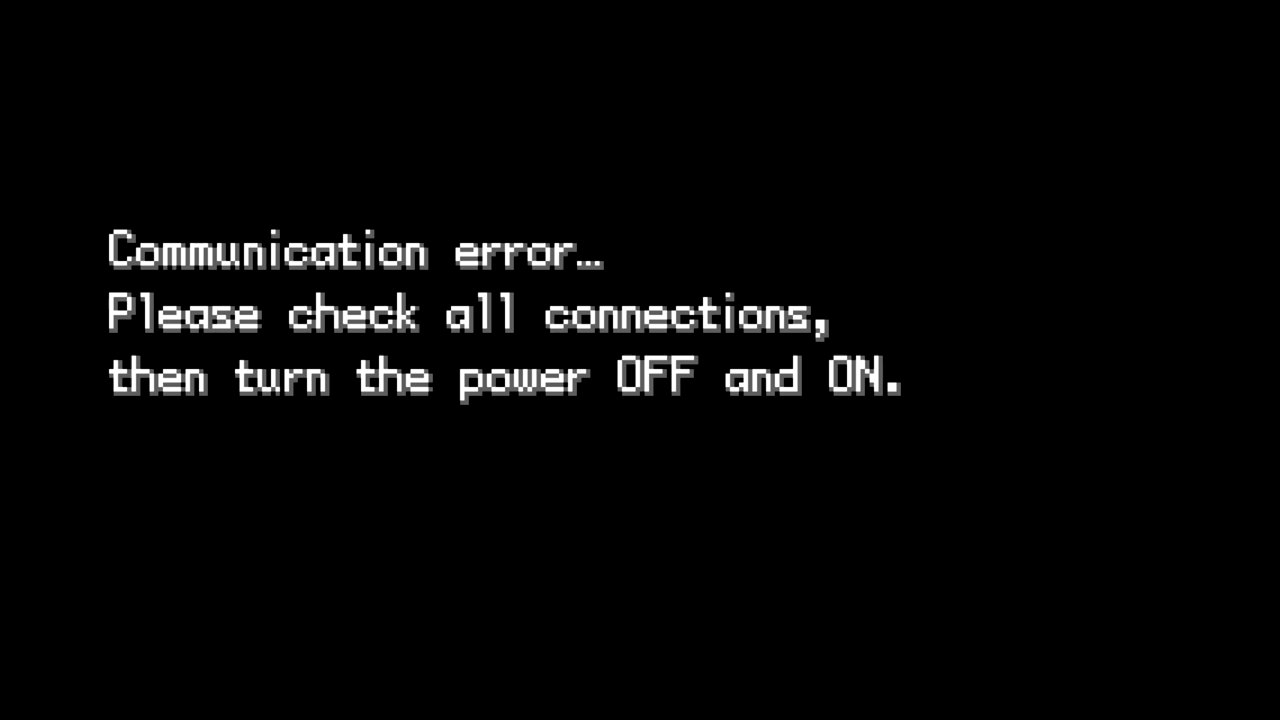 Communication error…
Please check all connections,
then turn the power OFF and ON.